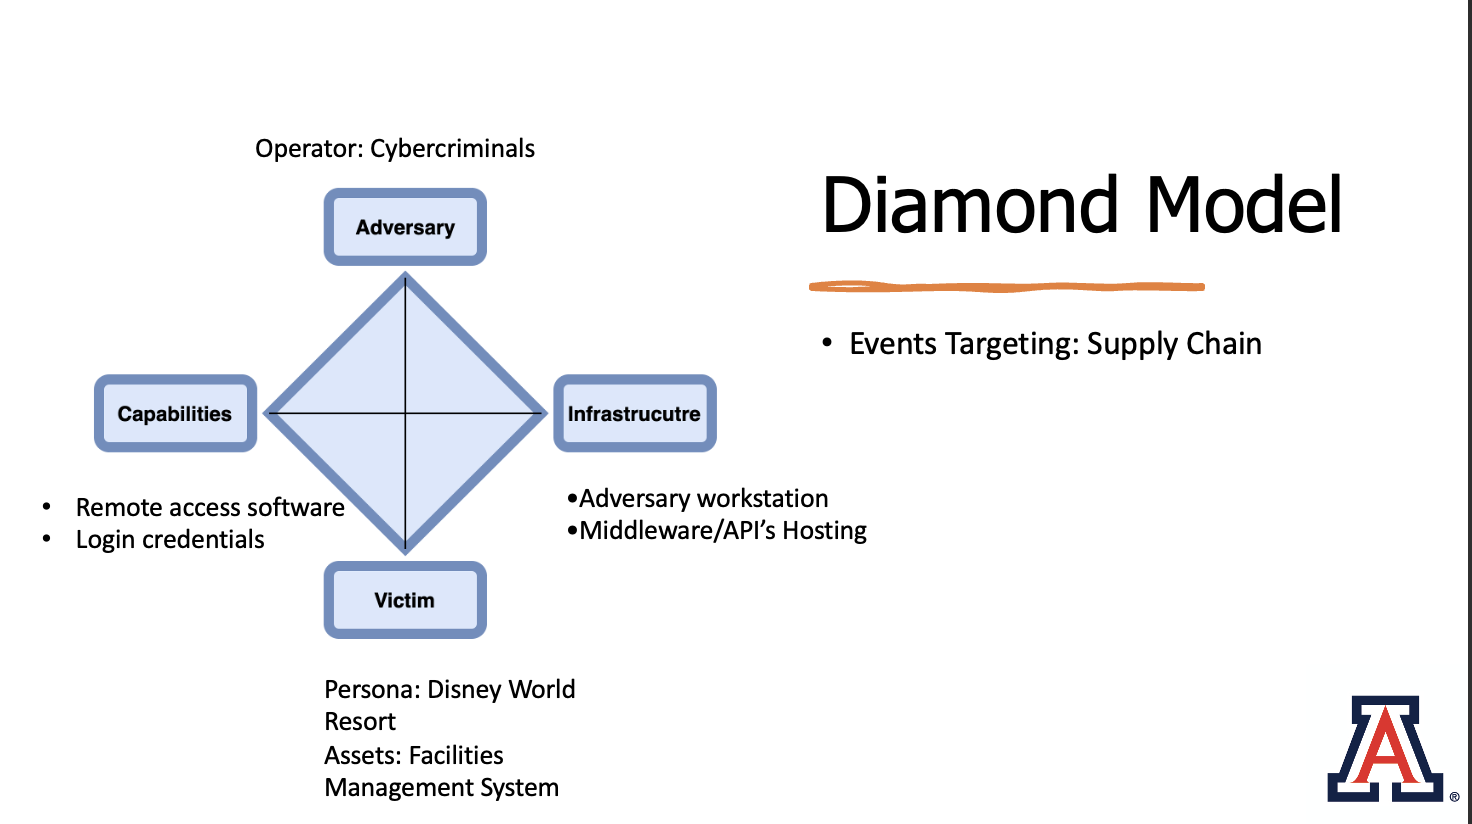 Operator: Cybercriminals
Adversary
Capabilities
Infrastrucutre
• Remote access software
• Login credentials
•Adversary workstation
•Middleware/API’s Hosting
Victim
Persona: Disney World
Resort
Assets: Facilities
Management System
Diamond Model
• Events Targeting: Supply Chain
A
®